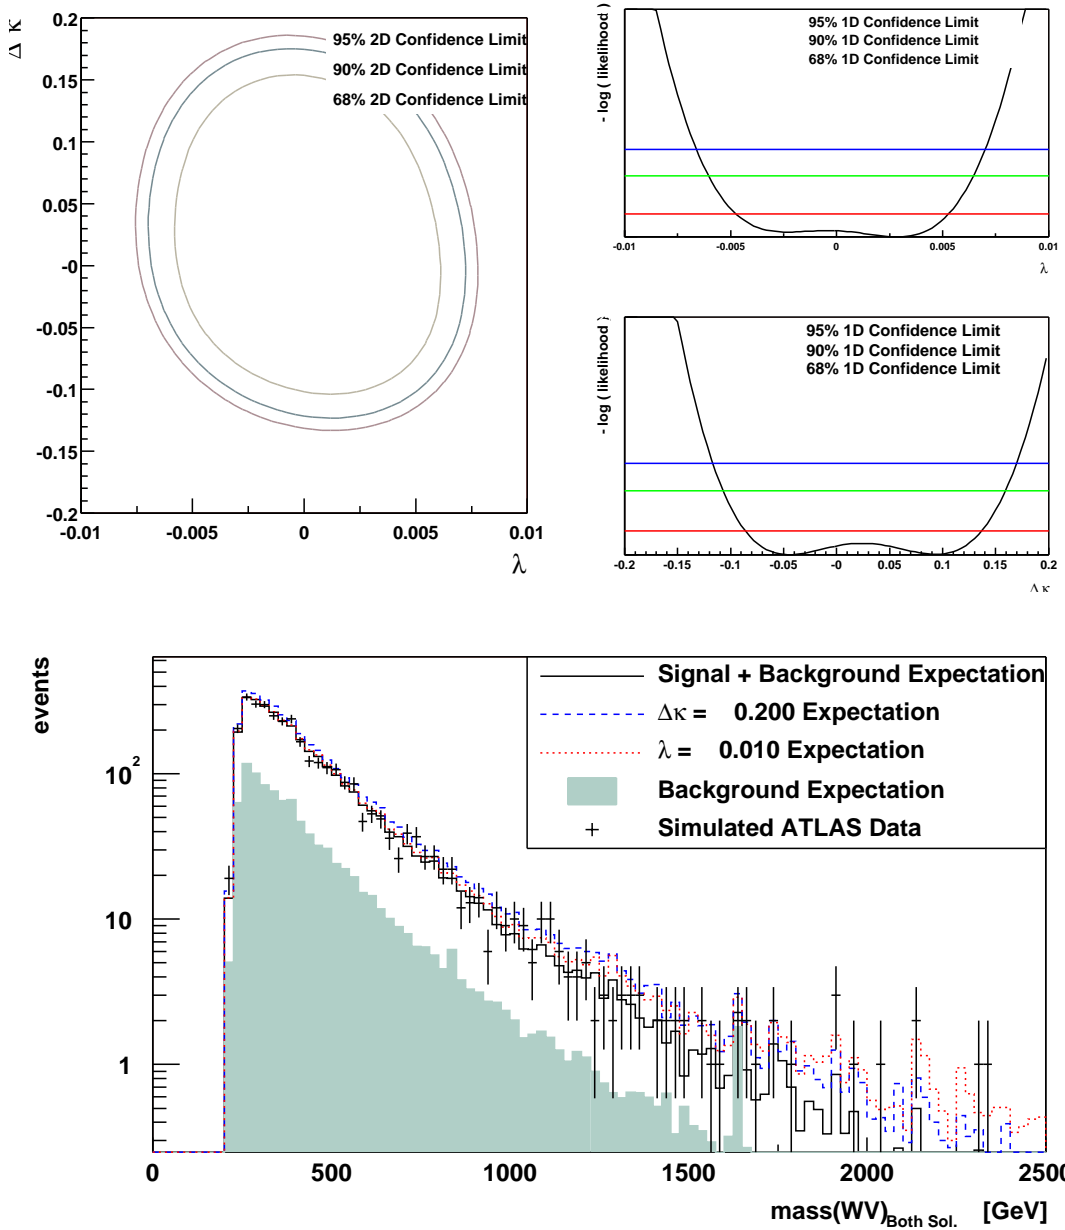 Δ κ
0.2
0.15
0.1
0.05
-0
-0.05
-0.1
-0.15
-0.2
95% 2D Confidence Limit
90% 2D Confidence Limit
68% 2D Confidence Limit
-0.01 -0.005 0 0.005 0.01
λ
- log ( likelihood )
95% 1D Confidence Limit
90% 1D Confidence Limit
68% 1D Confidence Limit
-0.01 -0.005 0 0.005 0.01
λ
- log ( likelihood )
95% 1D Confidence Limit
90% 1D Confidence Limit
68% 1D Confidence Limit
-0.2 -0.15 -0.1 -0.05 -0 0.05 0.1 0.15 0.2
Δ κ
events
10²
10
1
Signal + Background Expectation
Δκ = 0.200 Expectation
λ = 0.010 Expectation
Background Expectation
Simulated ATLAS Data
0 500 1000 1500 2000 2500
mass(WV)Both Sol. [GeV]